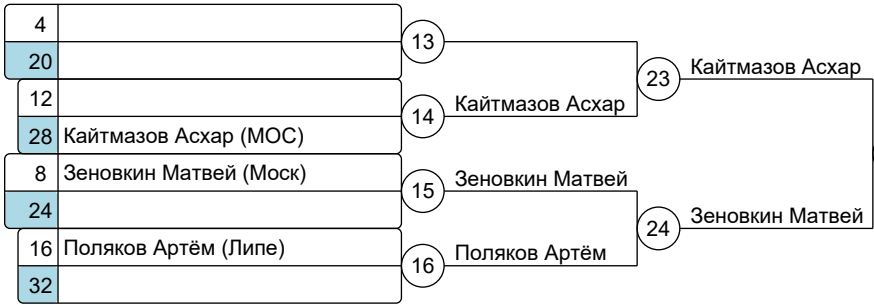 4
13
20
23 Кайтмазов Асхар
12
14 Кайтмазов Асхар
28 Кайтмазов Асхар (МОС)
8 Зеновкин Матвей (Моск)
15 Зеновкин Матвей
24
24 Зеновкин Матвей
16 Поляков Артём (Липе)
16 Поляков Артём
32